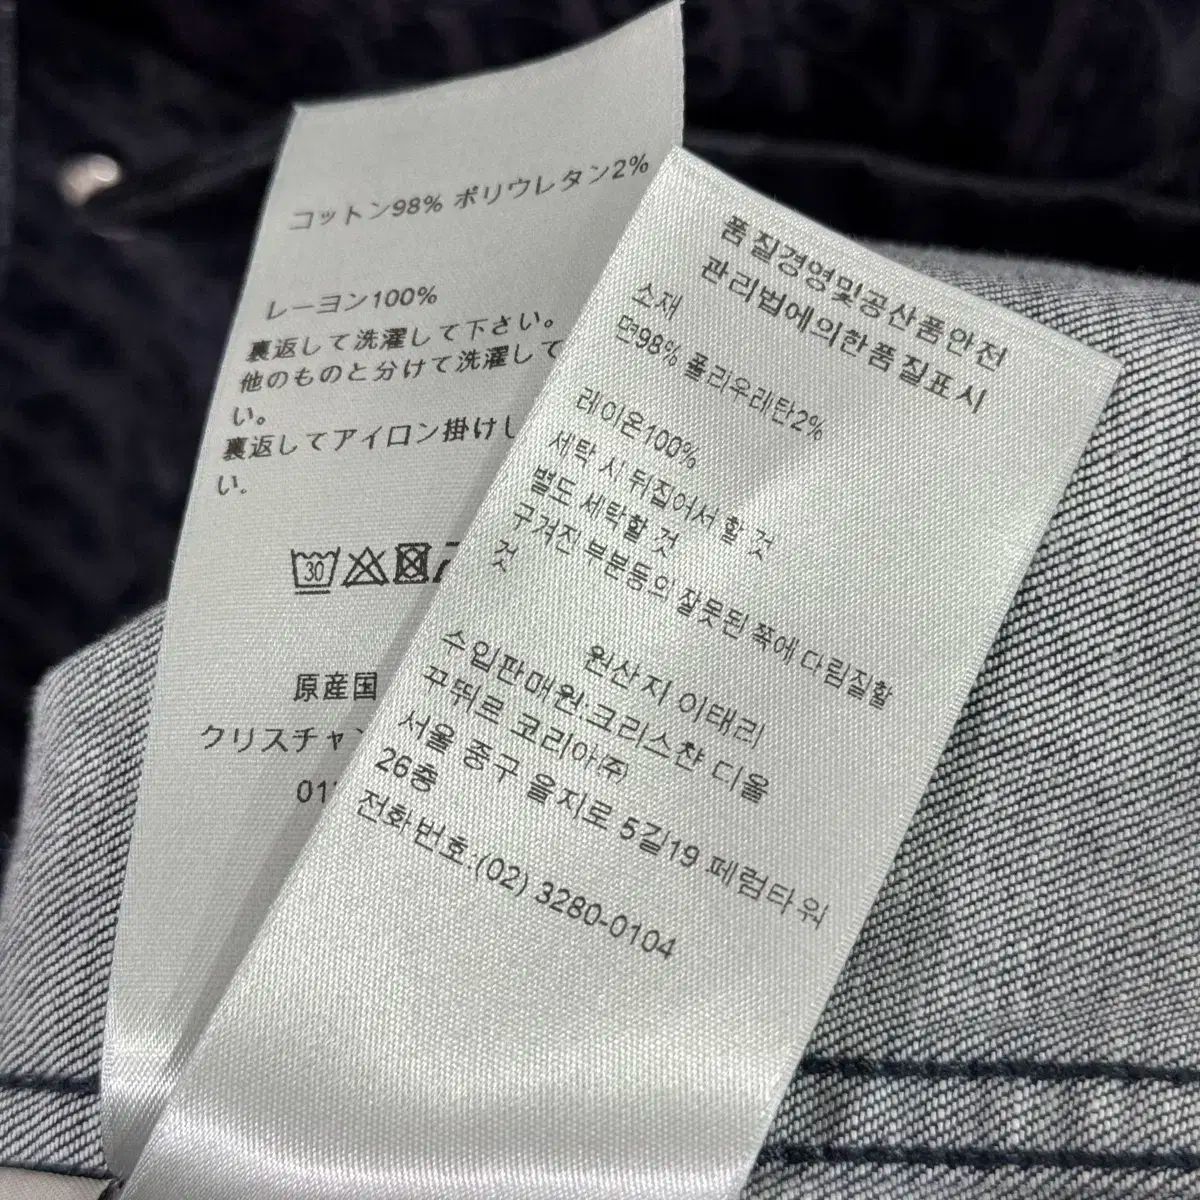 コットン98% ポリウレタン2%
レーヨン100%
裏返して洗濯して下さい。
他のものと分けて洗濯して
い。
裏返してアイロン掛けし
い.
30
原産国
クリスチャン
01
품질경영및공산품안전
관리법에의한품질표시
소재
면98% 폴리우레탄2%
레이온100%
세탁 시 뒤집어서 할 것
별도 세탁할 것
구겨진 부분등의 잘못된 쪽에 다림질할
것
원산지 이태리
수입판매원:크리스챤 디올
꾸뛰르 코리아(주)
서울 중구 을지로 5길19 페럼타워
26층
전화번호:(02) 3280-0104